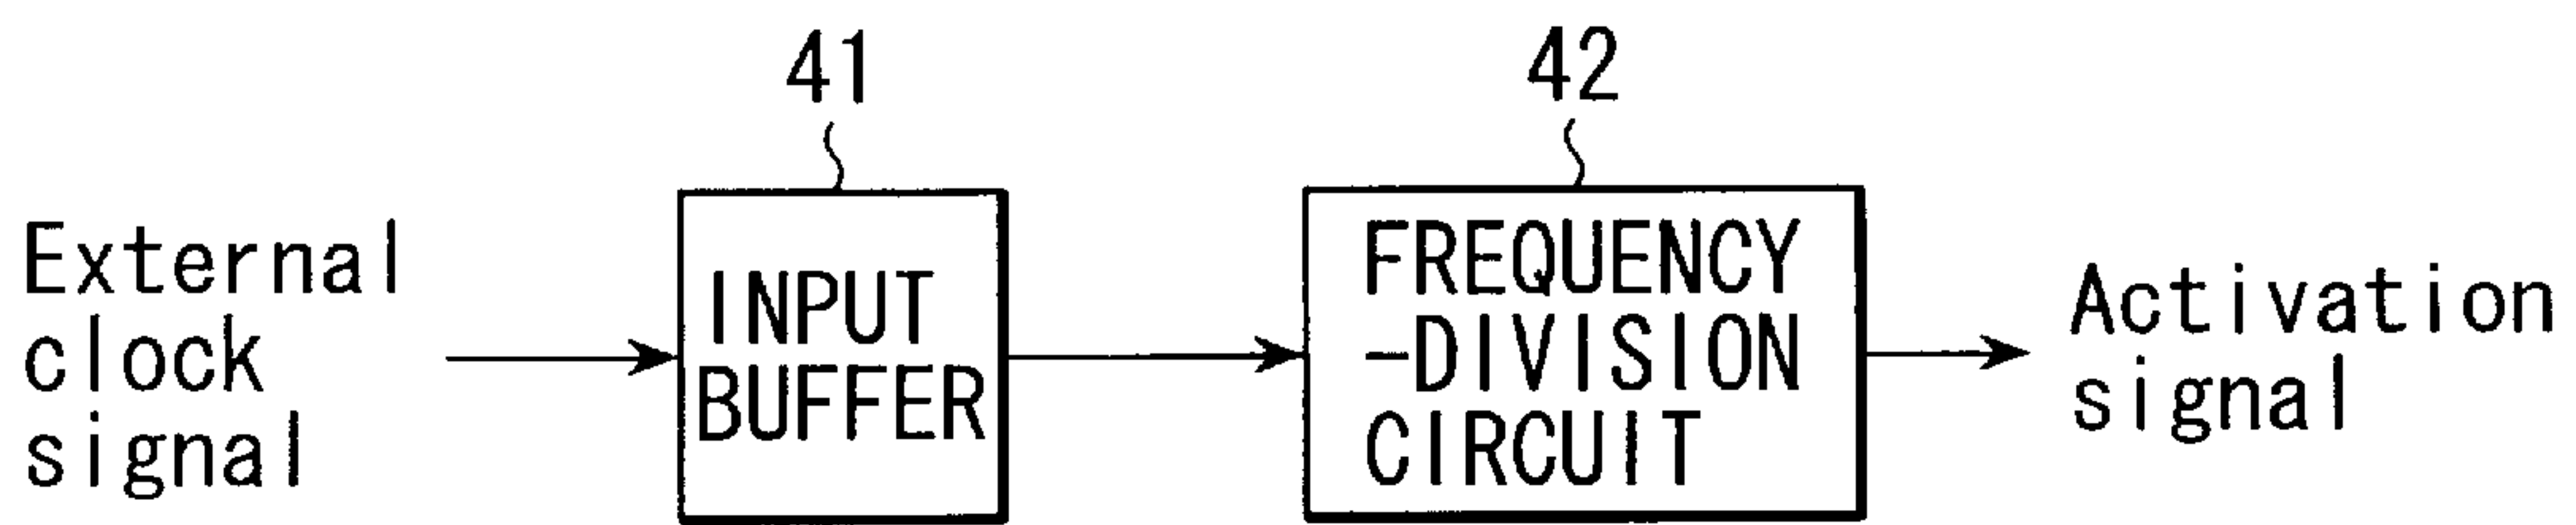 41
42
External
clock
signal
INPUT
BUFFER
FREQUENCY
-DIVISION
CIRCUIT
Activation
signal